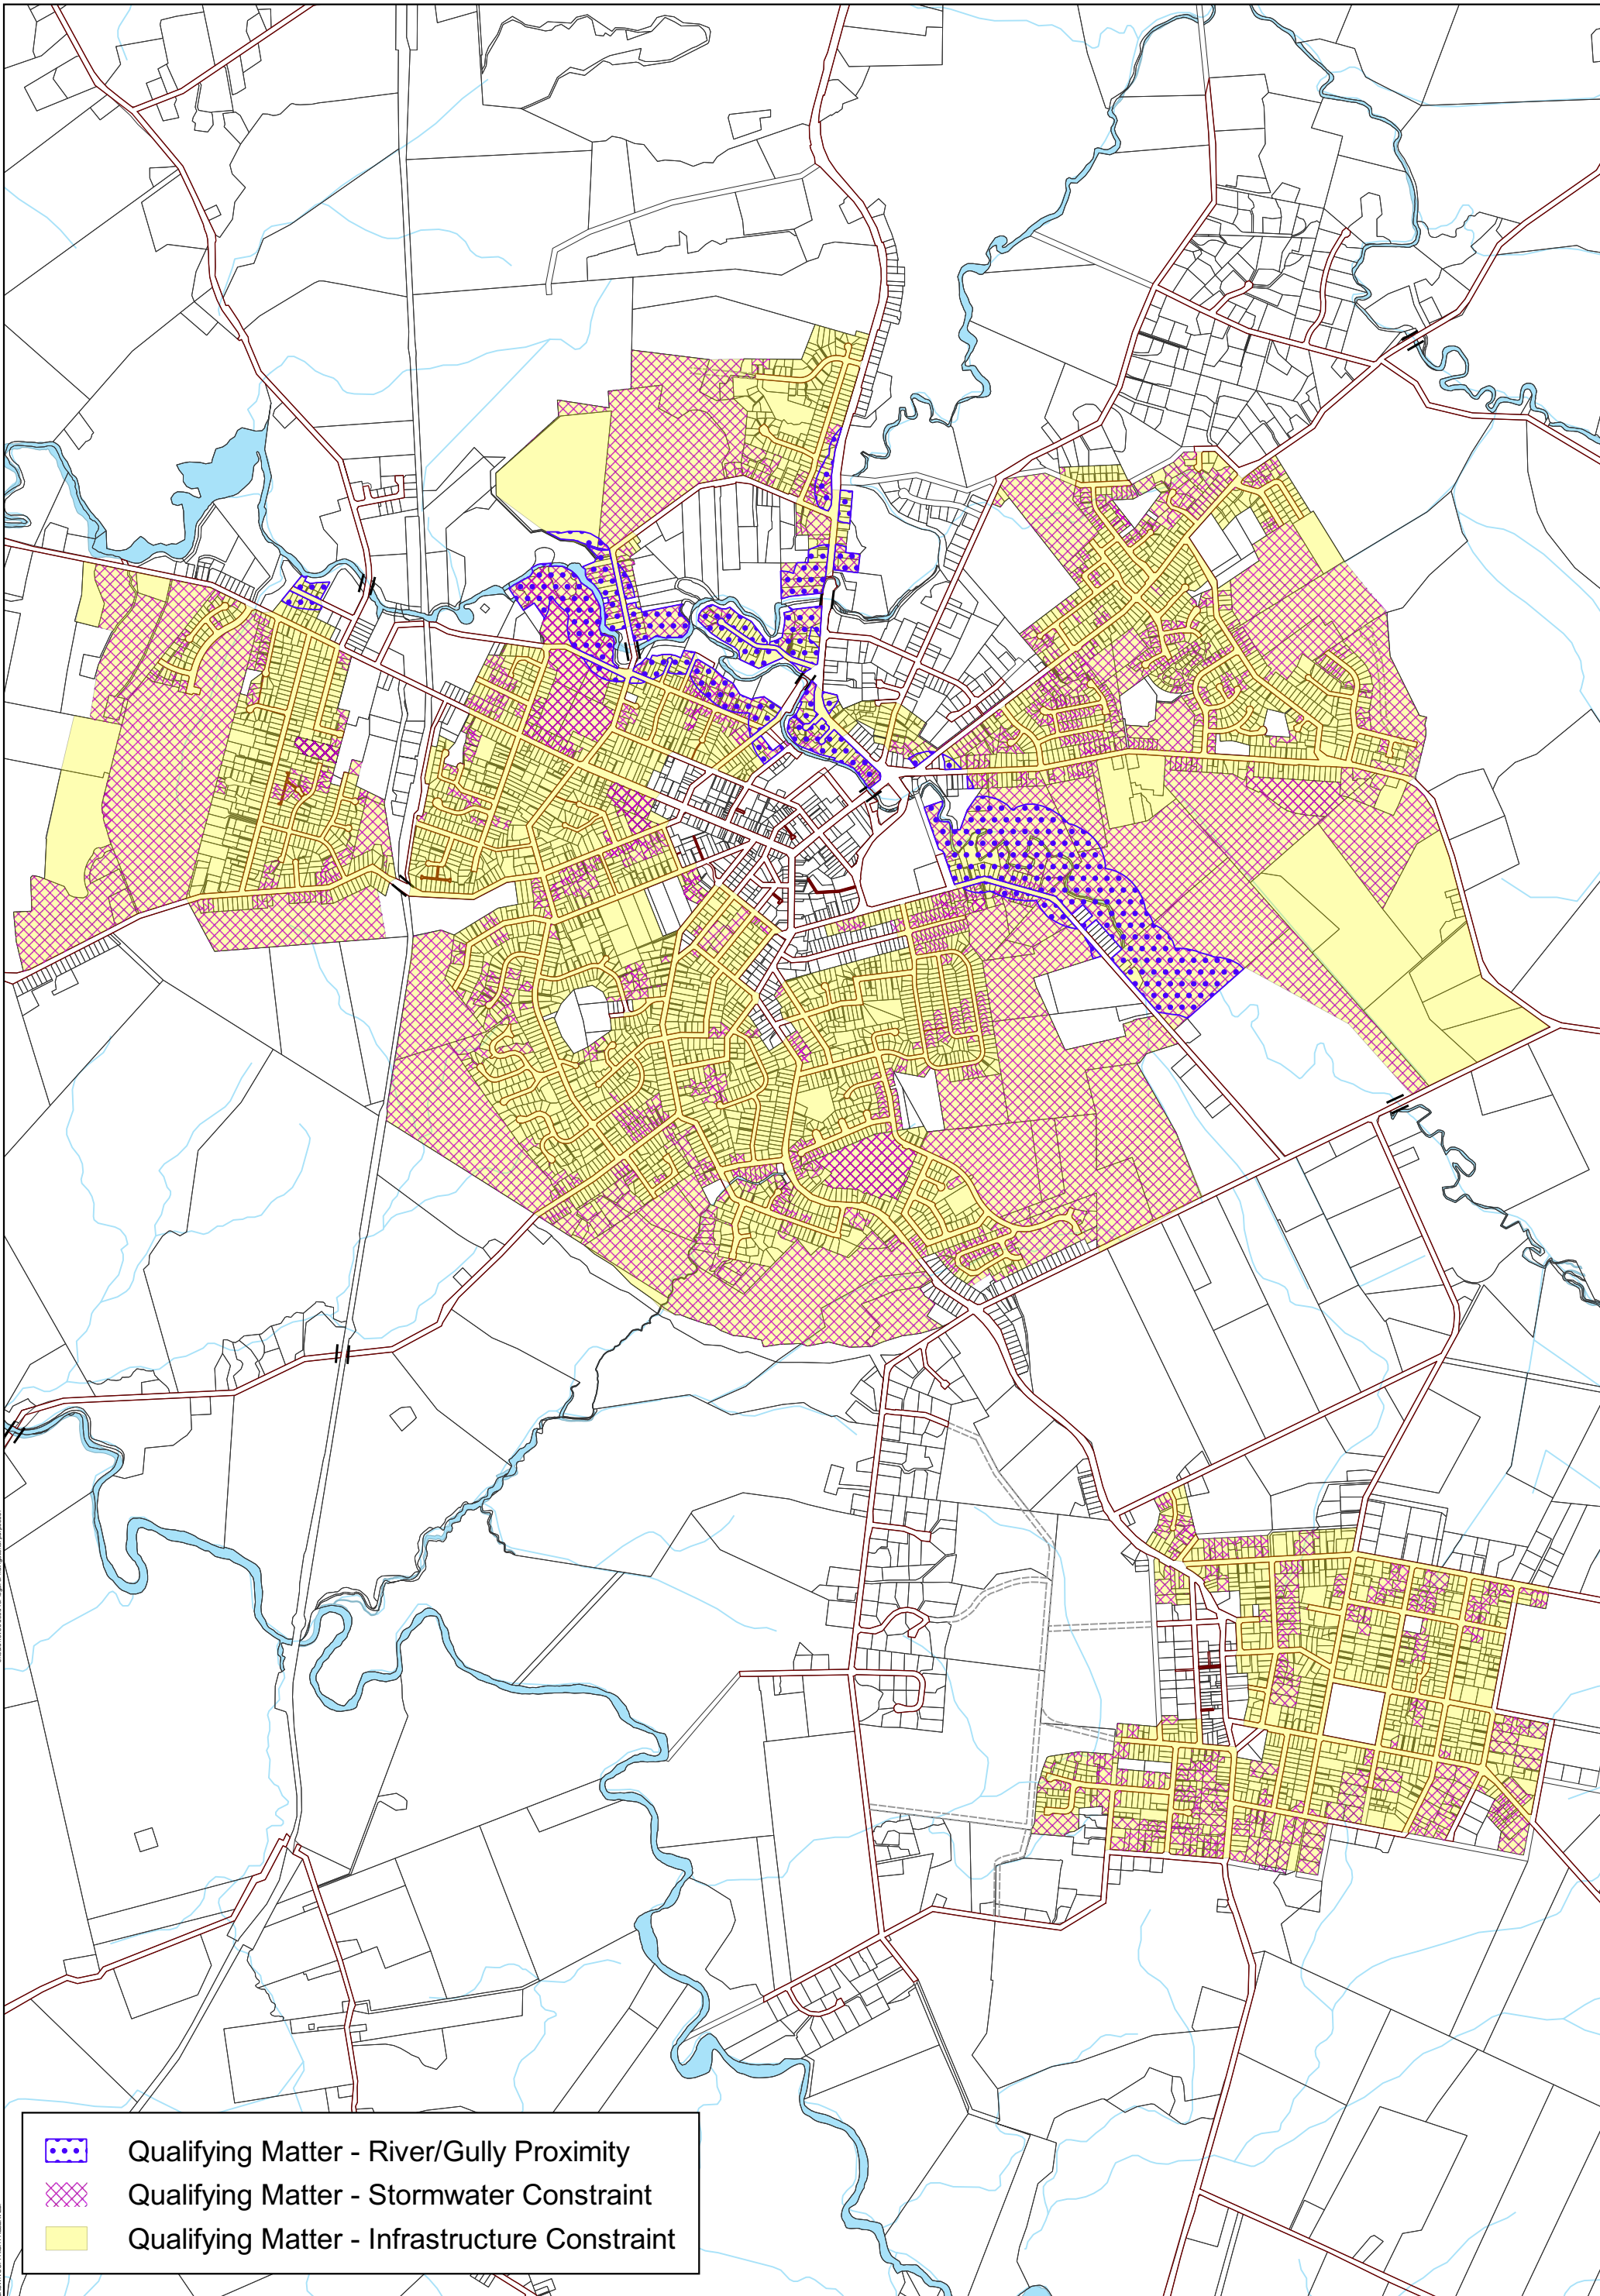 Qualifying Matter - River/Gully Proximity
Qualifying Matter - Stormwater Constraint
Qualifying Matter - Infrastructure Constraint